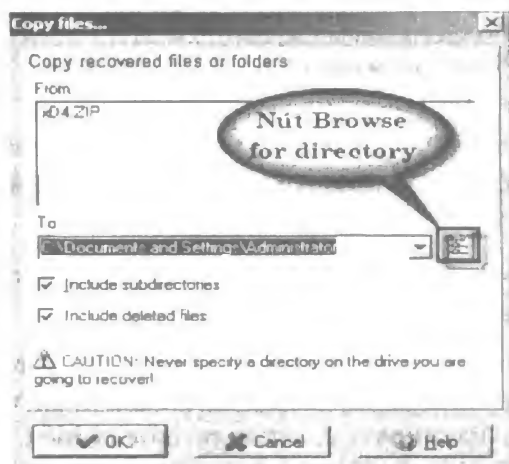 Copy files...
Copy recovered files or folders
From
xD4.ZIP
Nút Browse
for directory
To
C:\Documents and Settings\Administrator
Include subdirectories
Include deleted files
CAUTION: Never specify a directory on the drive you are
going to recover!
OK
Cancel
Help